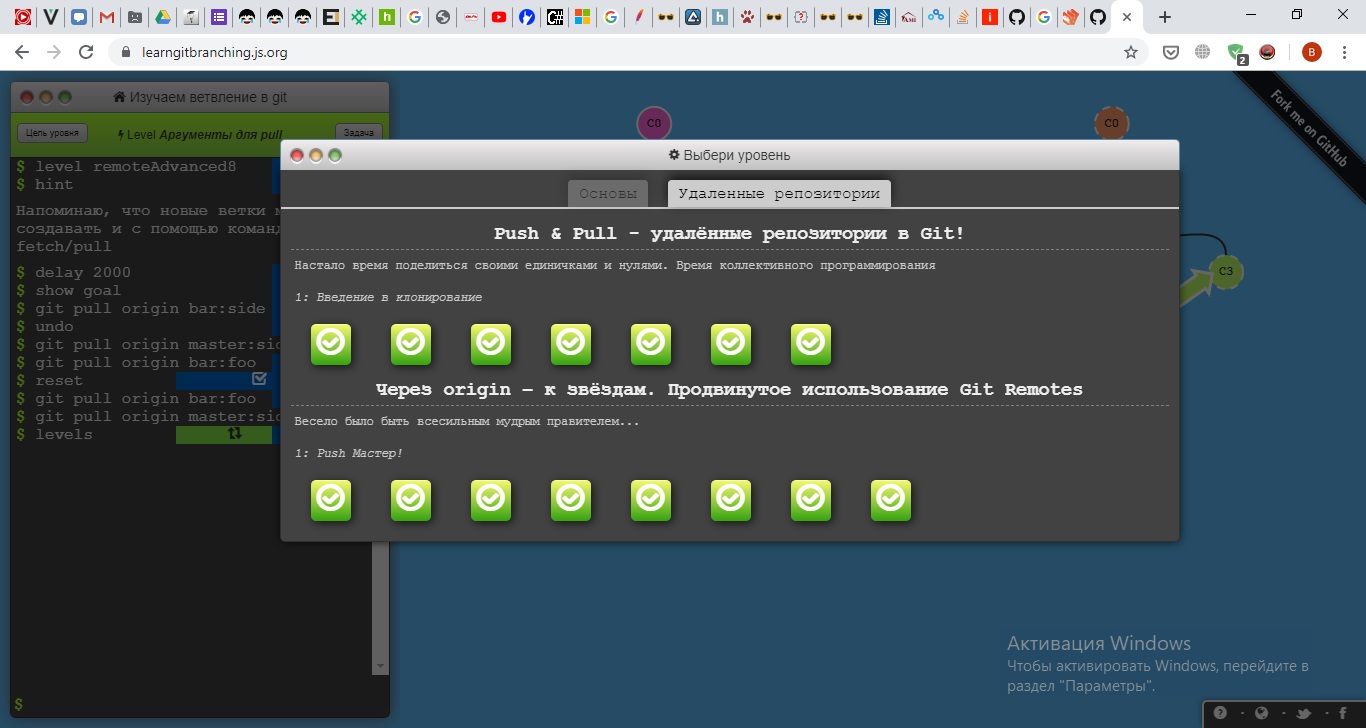 learngitbranching.js.org
2
B
Изучаем ветвление в git
Цель уровня
Level Аргументы для pull
Задача
$ level remoteAdvanced8
$ hint
Напоминаю, что новые ветки
создавать и с помощью
fetch/pull
$ delay 2000
$ show goal
$ git pull origin bar:side
$ undo
$ git pull origin
$ git pull origin bar:foo
$ reset
$ git pull origin bar:foo
$ git pull origin
$ levels
$
C0
C0
C3
Fork me on GitHub
Выбери уровень
Основы
Удаленные репозитории
Push & Pull - удалённые репозитории в Git!
Настало время поделиться своими единичками и нулями. Время коллективного программирования
1: Введение в клонирование
Через origin – к звёздам. Продвинутое использование Git Remotes
Весело было быть всесильным мудрым правителем...
1: Push Мастер!
Активация Windows
Чтобы активировать Windows, перейдите в
раздел "Параметры".